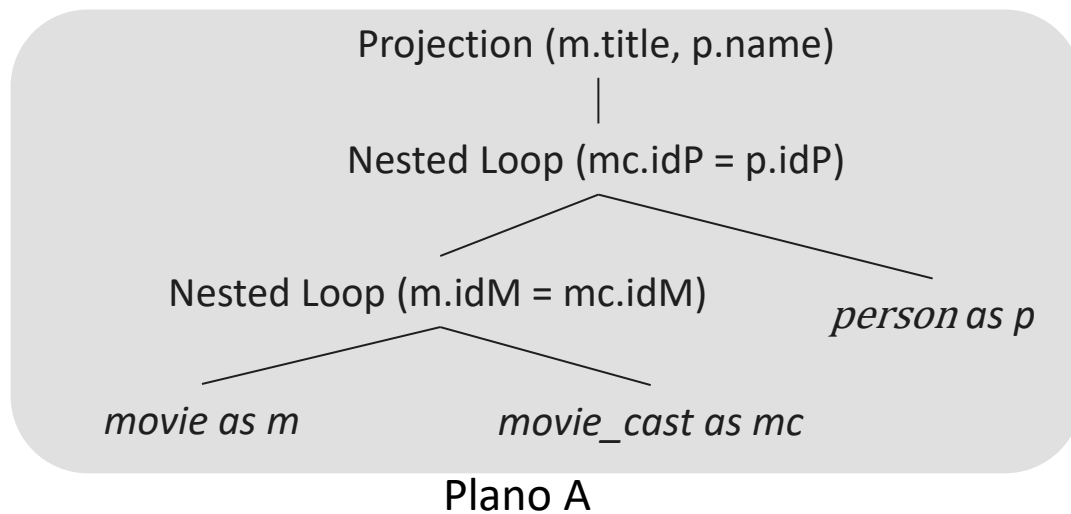 Projection (m.title, p.name)
Nested Loop (mc.idP = p.idP)
Nested Loop (m.idM = mc.idM)
person as p
movie as m
movie_cast as mc
Plano A